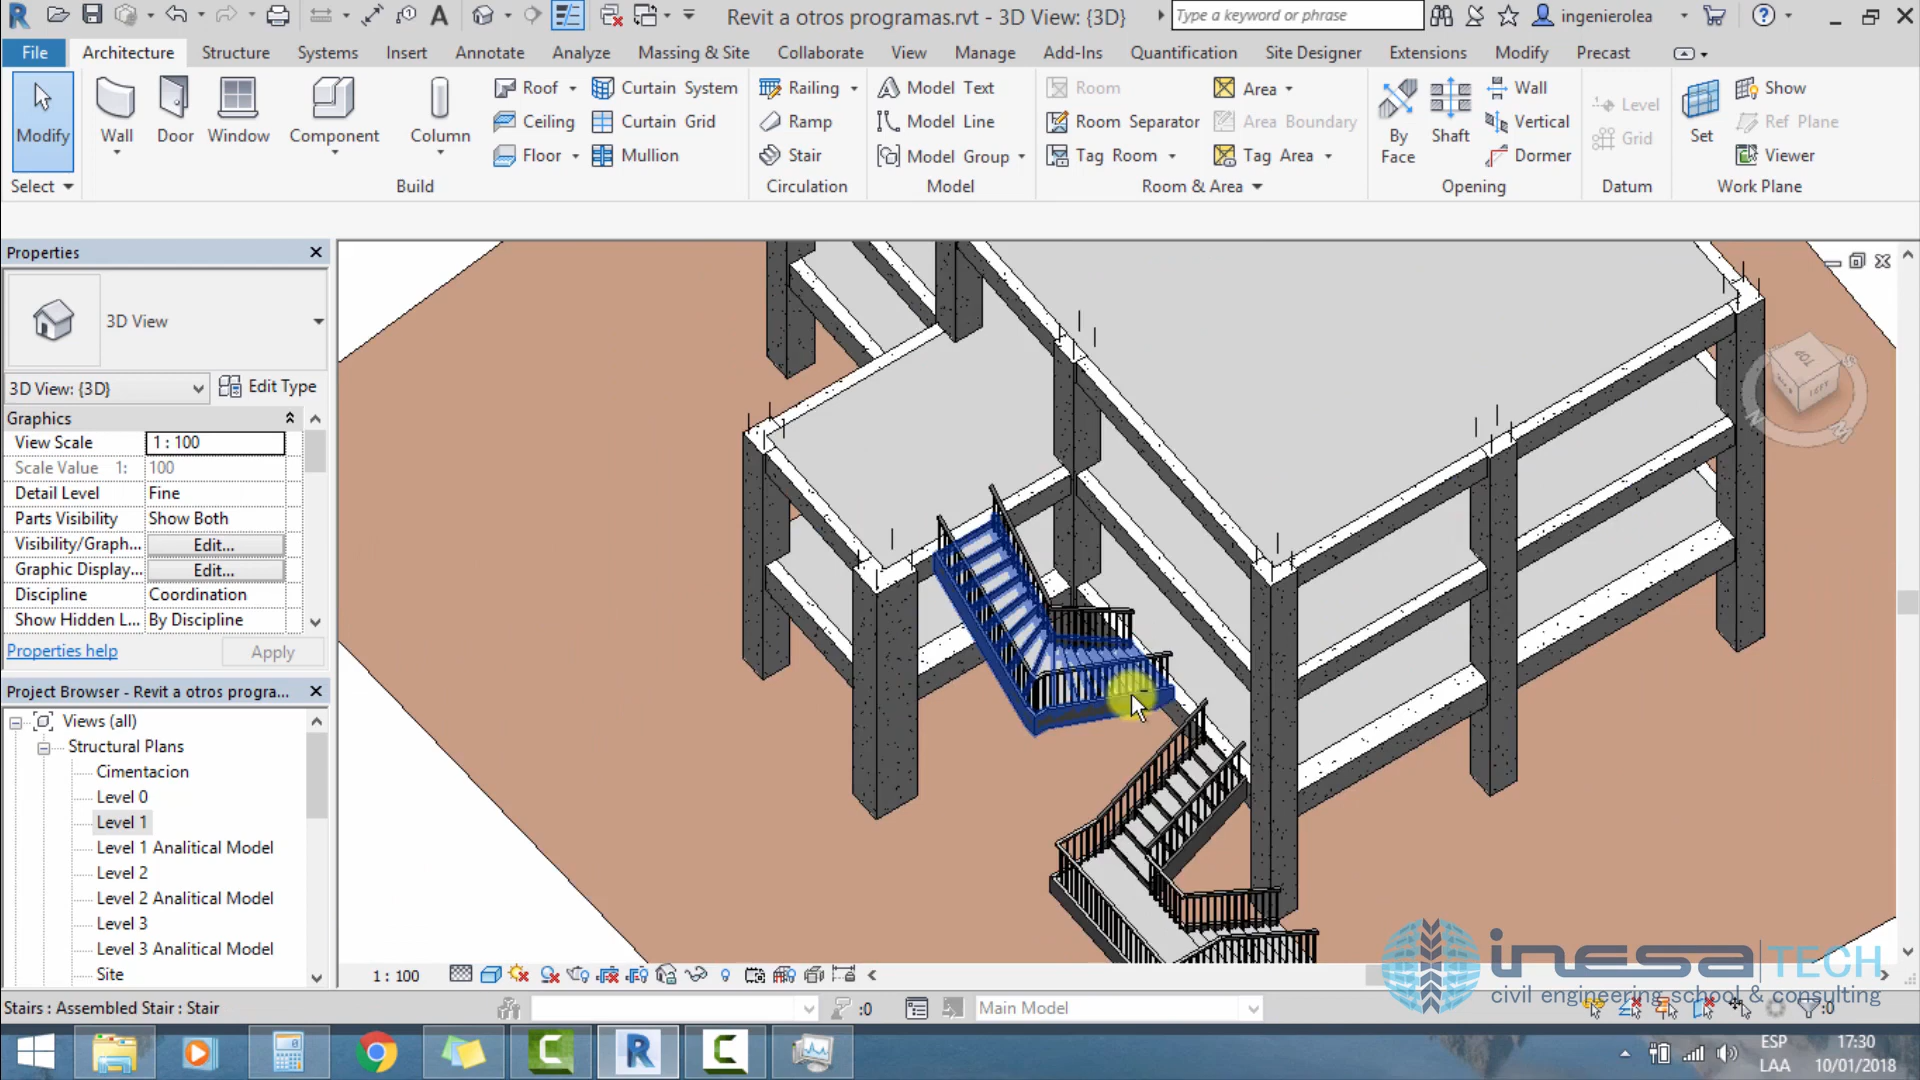 Revit a otros programas.rvt - 3D View: {3D}
Type a keyword or phrase
ingenierolea
File Architecture Structure Systems Insert Annotate Analyze Massing & Site Collaborate View Manage Add-Ins Quantification Site Designer Extensions Modify Precast
Modify
Wall
Door
Window
Component
Column
Roof
Ceiling
Floor
Curtain System
Curtain Grid
Mullion
Railing
Ramp
Stair
Model Text
Model Line
Model Group
Room
Room Separator
Tag Room
Area
Area Boundary
Tag Area
By Face
Shaft
Wall
Vertical
Dormer
Level
Grid
Set
Show
Ref Plane
Viewer
Select
Build
Circulation
Model
Room & Area
Opening
Datum
Work Plane
Properties
3D View
3D View: {3D}
Edit Type
Graphics
View Scale 1 : 100
Scale Value 1: 100
Detail Level Fine
Parts Visibility Show Both
Visibility/Graph... Edit...
Graphic Display... Edit...
Discipline Coordination
Show Hidden L... By Discipline
Properties help
Apply
Project Browser - Revit a otros progra...
Views (all)
Structural Plans
Cimentacion
Level 0
Level 1
Level 1 Analitical Model
Level 2
Level 2 Analitical Model
Level 3
Level 3 Analitical Model
Site
TOP
LEFT
1 : 100
inesa TECH
civil engineering school & consulting
Stairs : Assembled Stair : Stair
:0
Main Model
:0
ESP
LAA
17:30
10/01/2018